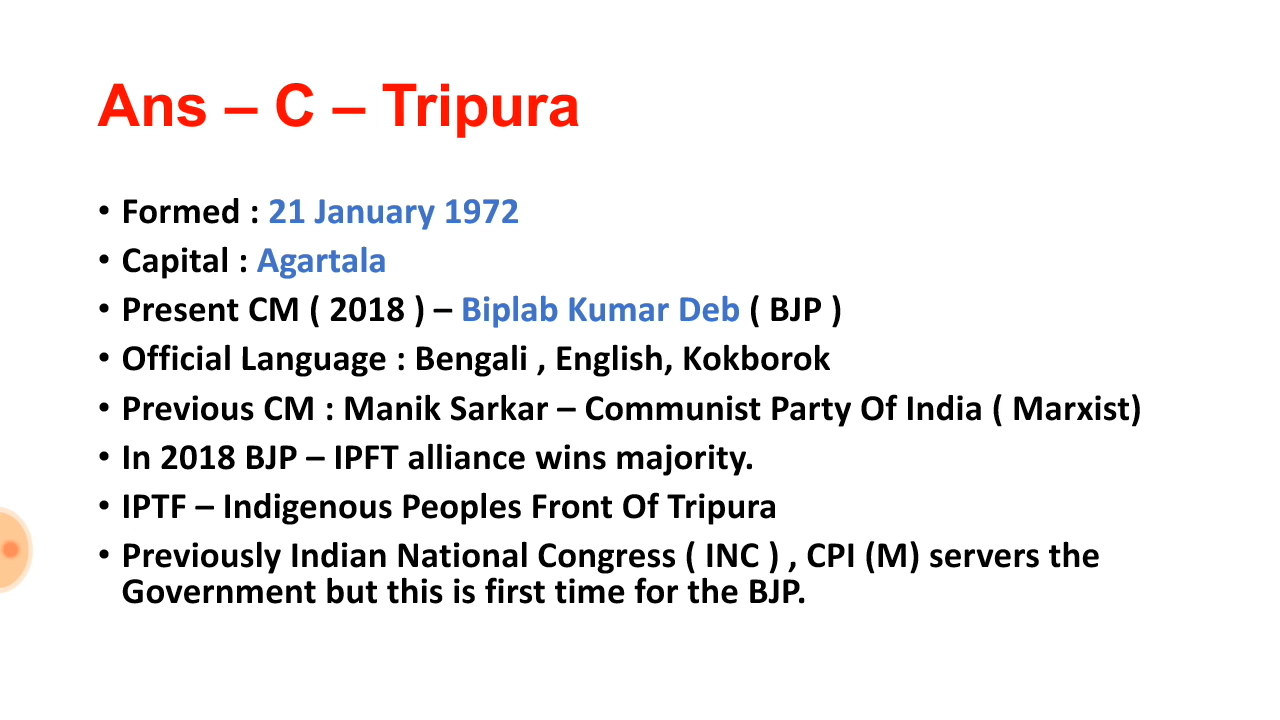 Ans – C – Tripura
• Formed : 21 January 1972
• Capital : Agartala
• Present CM ( 2018 ) – Biplab Kumar Deb ( BJP )
• Official Language : Bengali , English, Kokborok
• Previous CM : Manik Sarkar – Communist Party Of India ( Marxist)
• In 2018 BJP – IPFT alliance wins majority.
• IPTF – Indigenous Peoples Front Of Tripura
• Previously Indian National Congress ( INC ) , CPI (M) servers the
Government but this is first time for the BJP.